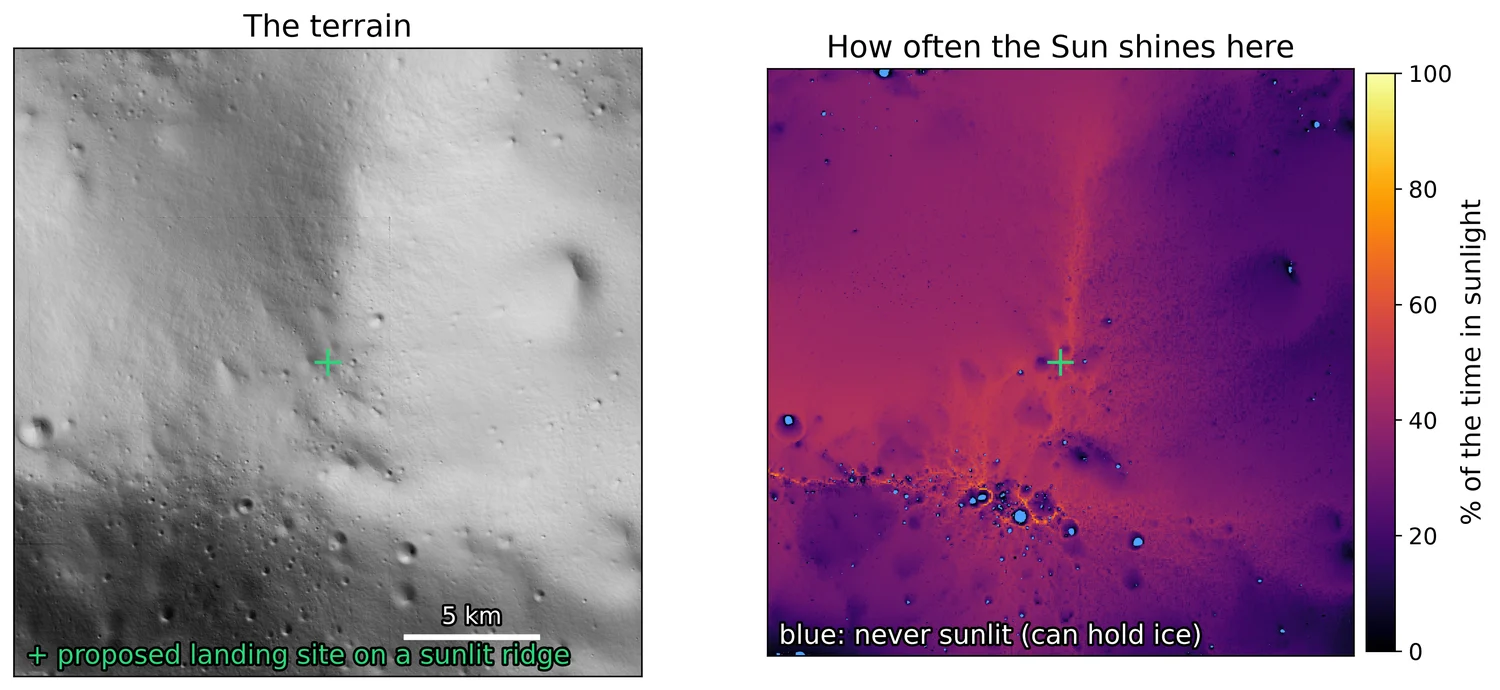 The terrain
5 km
+ proposed landing site on a sunlit ridge
How often the Sun shines here
blue: never sunlit (can hold ice)
100
80
60
40
20
0
% of the time in sunlight